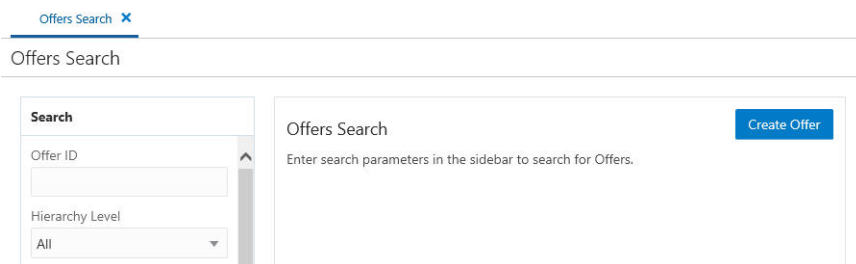 Offers Search
Offers Search
Search
Offer ID
Hierarchy Level
All
Offers Search
Create Offer
Enter search parameters in the sidebar to search for Offers.